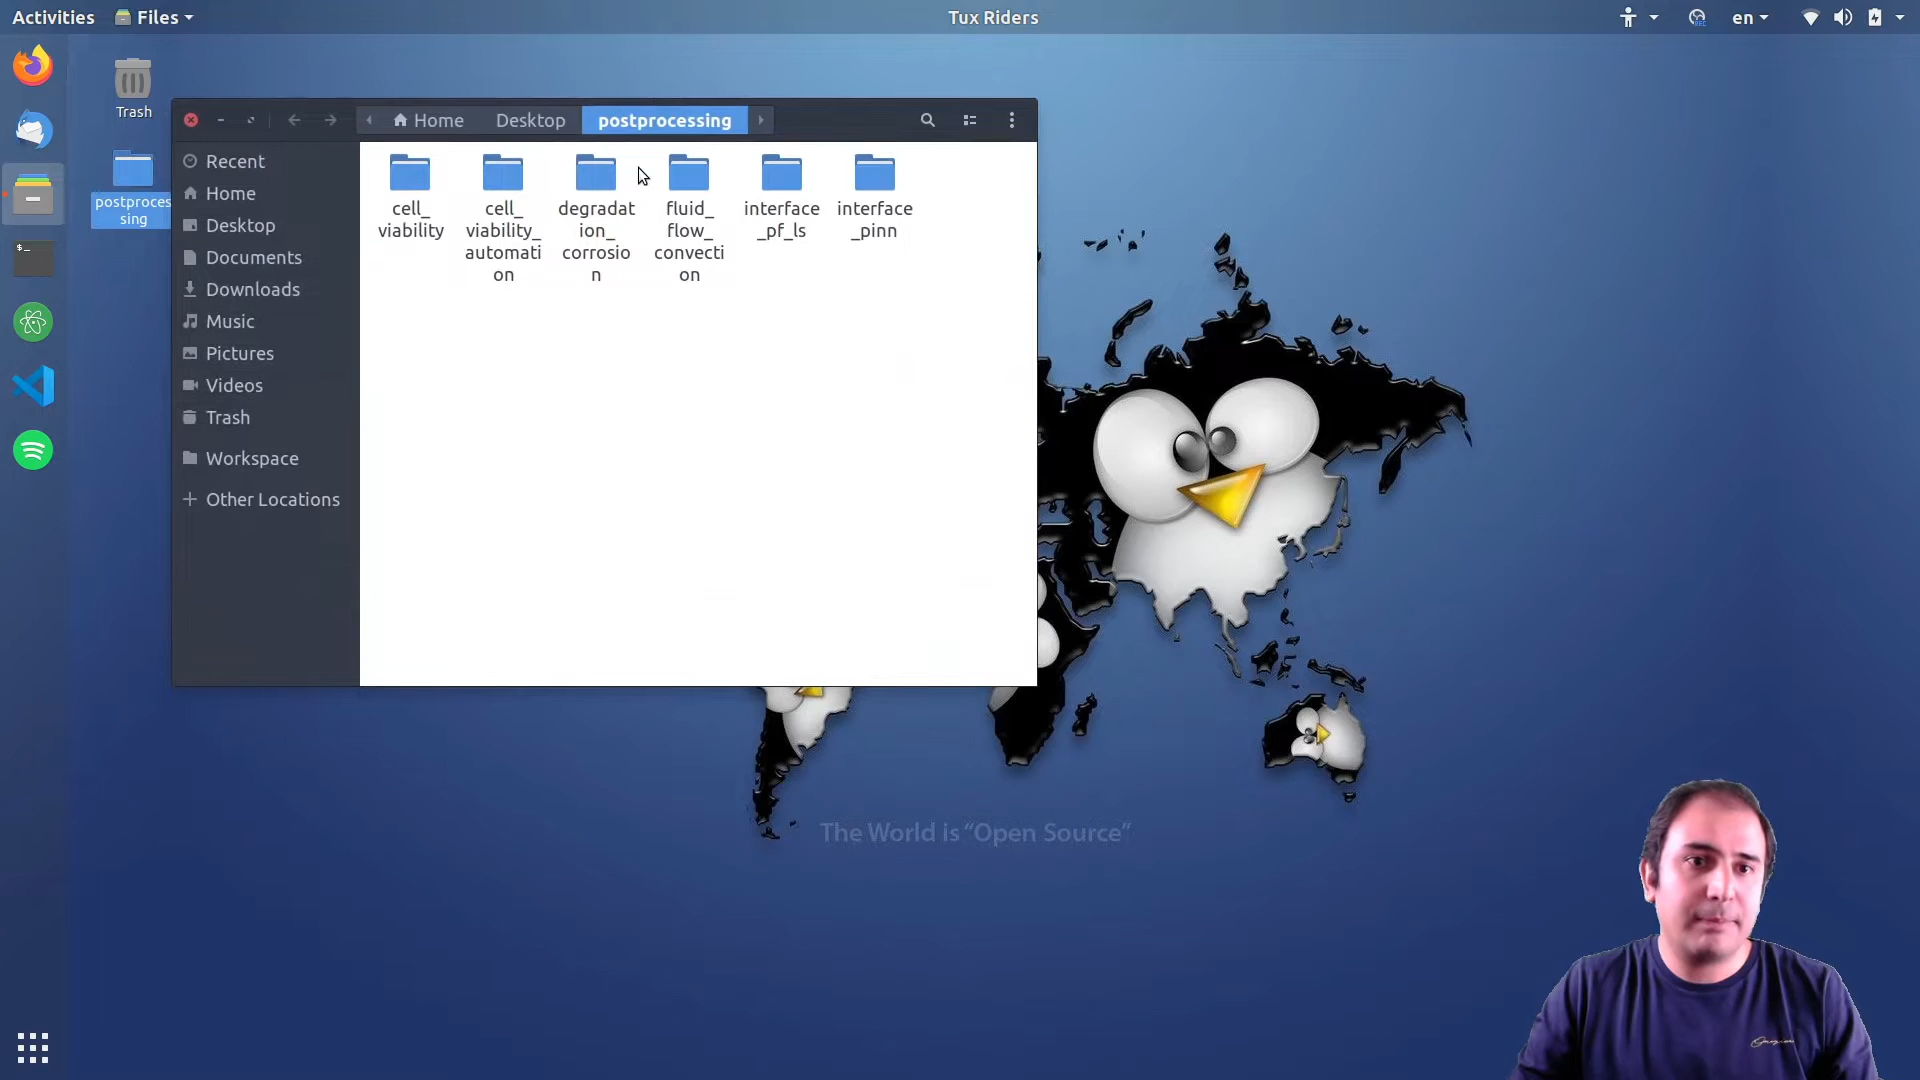 Activities
Files
Tux Riders
en
Trash
postproces
sing
Home
Desktop
postprocessing
Recent
Home
Desktop
Documents
Downloads
Music
Pictures
Videos
Trash
Workspace
Other Locations
cell_
viability
cell_
viability_
automati
on
degradat
ion_
corrosio
n
fluid_
flow_
convecti
on
interface
_pf_ls
interface
_pinn
The World is “Open Source”